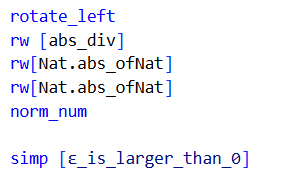 rotate_left
rw [abs_div]
rw[Nat.abs_ofNat]
rw[Nat.abs_ofNat]
norm_num
simp [ε_is_larger_than_0]